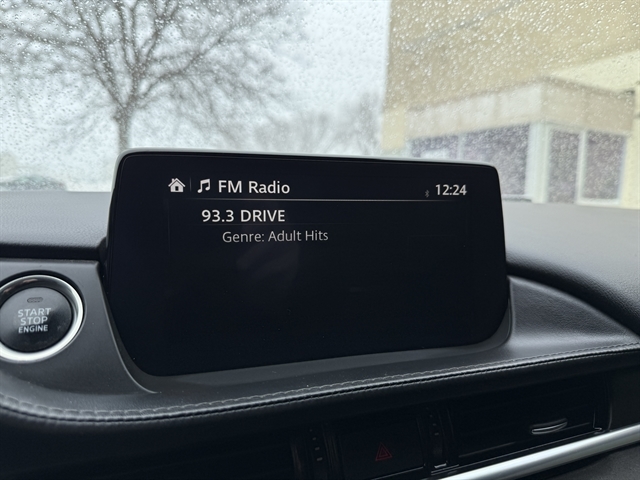 FM Radio
12:24
93.3 DRIVE
Genre: Adult Hits
START
STOP
ENGINE